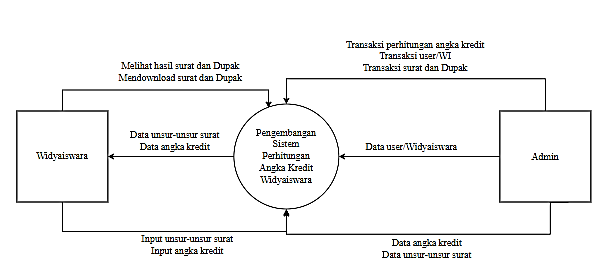 Transaksi perhitungan angka kredit
Transaksi user/WI
Transaksi surat dan Dupak
Melihat hasil surat dan Dupak
Mendownload surat dan Dupak
Widyaiswara
Data unsur-unsur surat
Data angka kredit
Pengembangan
Sistem
Perhitungan
Angka Kredit
Widyaiswara
Data user/Widyaiswara
Admin
Input unsur-unsur surat
Input angka kredit
Data angka kredit
Data unsur-unsur surat